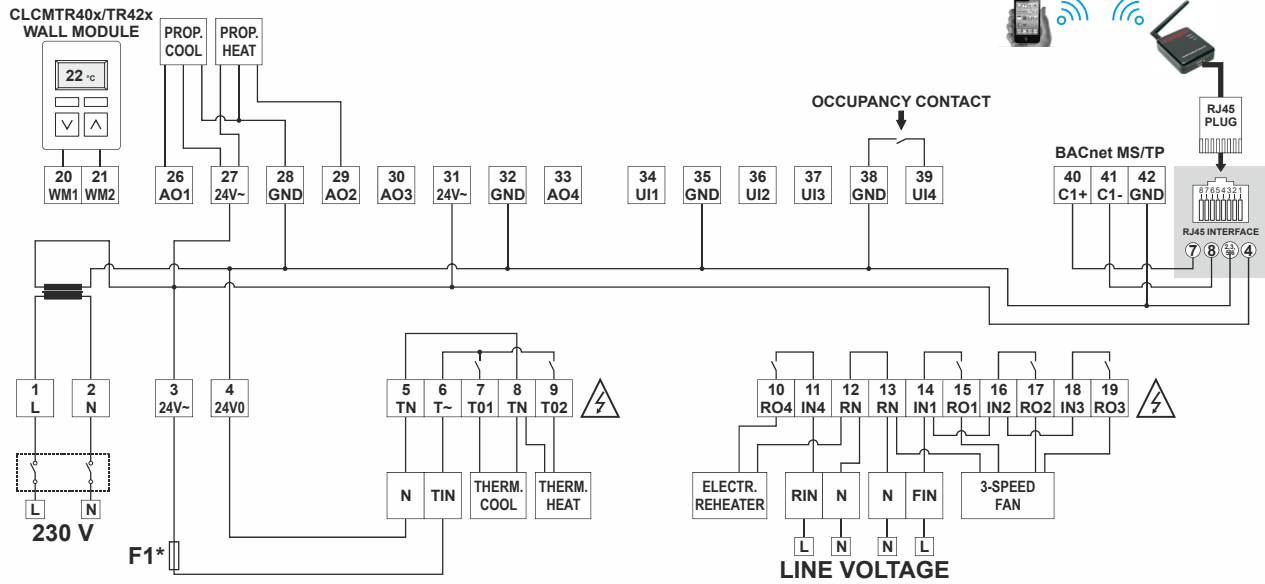 CLCMTR40x/TR42x
WALL MODULE
22 °C
PROP.
COOL
PROP.
HEAT
OCCUPANCY CONTACT
RJ45
PLUG
BACnet MS/TP
20
WM1
21
WM2
26
AO1
27
24V~
28
GND
29
AO2
30
AO3
31
24V~
32
GND
33
AO4
34
UI1
35
GND
36
UI2
37
UI3
38
GND
39
UI4
40
C1+
41
C1-
42
GND
87654321
RJ45 INTERFACE
7
8
2,3
5,6
4
1
L
2
N
3
24V~
4
24V0
5
TN
6
T~
7
T01
8
TN
9
T02
10
RO4
11
IN4
12
RN
13
RN
14
IN1
15
RO1
16
IN2
17
RO2
18
IN3
19
RO3
L
N
230 V
F1*
N
TIN
THERM.
COOL
THERM.
HEAT
ELECTR.
REHEATER
RIN
N
N
FIN
3-SPEED
FAN
L
N
N
L
LINE VOLTAGE